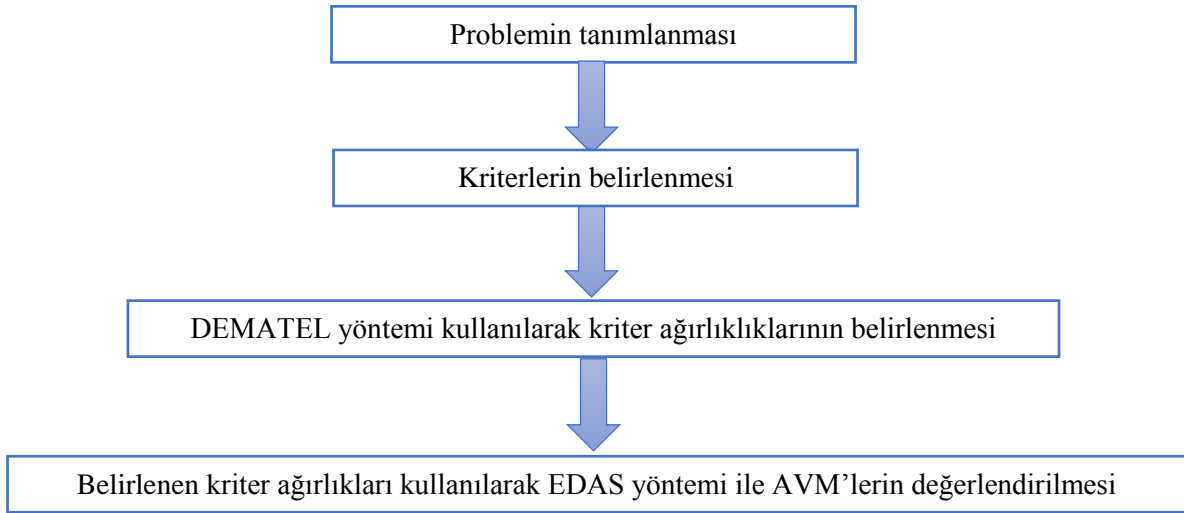 Problemin tanımlanması
Kriterlerin belirlenmesi
DEMATEL yöntemi kullanılarak kriter ağırlıklıklarının belirlenmesi
Belirlenen kriter ağırlıkları kullanılarak EDAS yöntemi ile AVM’lerin değerlendirilmesi